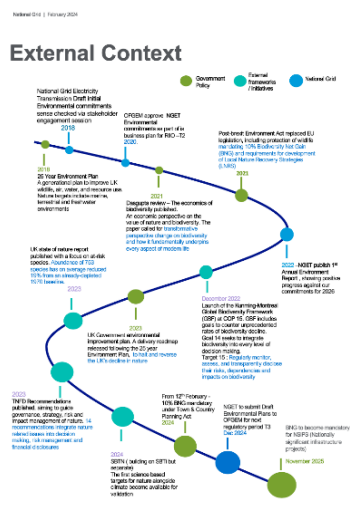 National Grid | February 2024
External Context
Government
Policy
External
frameworks
/ Initiatives
National Grid
National Grid Electricity
Transmission Draft Initial
Environmental commitments
sense checked via stakeholder
engagement session
2018
OFGEM approve NGET
Environmental
commitments as part of a
business plan for RIIO -T2
2020.
Post-brexit: Environment Act replaced EU
legislation, including protection of wildlife
mandating 10% Biodiversity Net Gain
(BNG) and requirements for development
of Local Nature Recovery Strategies
(LNRS)
2021
2018
25 Year Environment Plan
A generational plan to improve UK
wildlife, air, water, and resource use.
Nature targets include marine,
terrestrial and freshwater
environments
2021
Dasgupta review – The economics of
biodiversity published.
An economic perspective on the
value of nature and biodiversity. The
paper called for transformative
perspective change on biodiversity
and how it fundamentally underpins
every aspect of modern life
2022 - NGET publish 1st
Annual Environment
Report , showing positive
progress against our
commitments for 2026
UK state of nature report
published with a focus on at-risk
species. Abundance of 753
species has on average reduced
19% from an already-depleted
1970 baseline.
2023
December 2022
Launch of the Kunming-Montreal
Global Biodiversity Framework
(GBF) at COP 15. GBF includes
goals to counter unprecedented
rates of biodiversity decline.
Goal 14 seeks to integrate
biodiversity into every level of
decision making.
Target 15 : Regularly monitor,
assess, and transparently disclose
their risks, dependencies and
impacts on biodiversity
2023
UK Government environmental
improvement plan. A delivery roadmap
released following the 25 year
Environment Plan, To halt and reverse
the UK's decline in nature
2023
TNFD Recommendations
published, aiming to guide
governance, strategy, risk and
impact management of nature. 14
recommendations integrate nature
related issues into decision
making, risk management and
financial disclosures
2024
SBTN ( building on SBTi but
separate)
The first science based
targets for nature alongside
climate become available for
validation
From 12th February –
10% BNG mandatory
under Town & Country
Planning Act
2024
NGET to submit Draft
Environmental Plans to
OFGEM for next
regulatory period T3
Dec 2024
BNG to become mandatory
for NSIPS (Nationally
significant infrastructure
projects)
November 2025